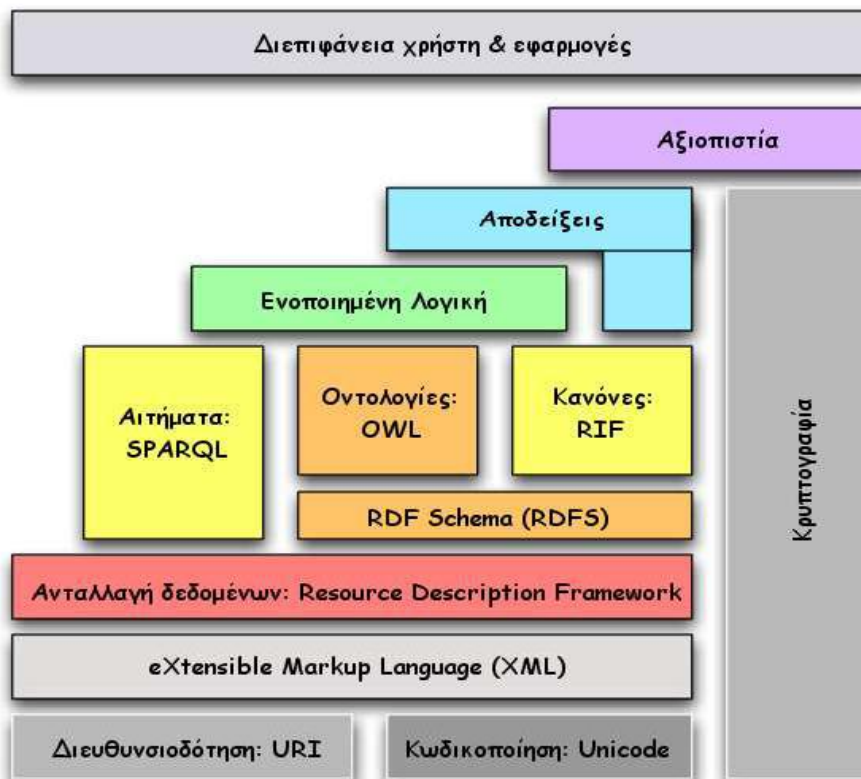 Διεπιφάνεια χρήστη & εφαρμογές
Αξιοπιστία
Αποδείξεις
Ενοποιημένη Λογική
Αιτήματα:
SPARQL
Οντολογίες:
OWL
Κανόνες:
RIF
RDF Schema (RDFS)
Κρυπτογραφία
Ανταλλαγή δεδομένων: Resource Description Framework
eXtensible Markup Language (XML)
Διευθυνσιοδότηση: URI
Κωδικοποίηση: Unicode